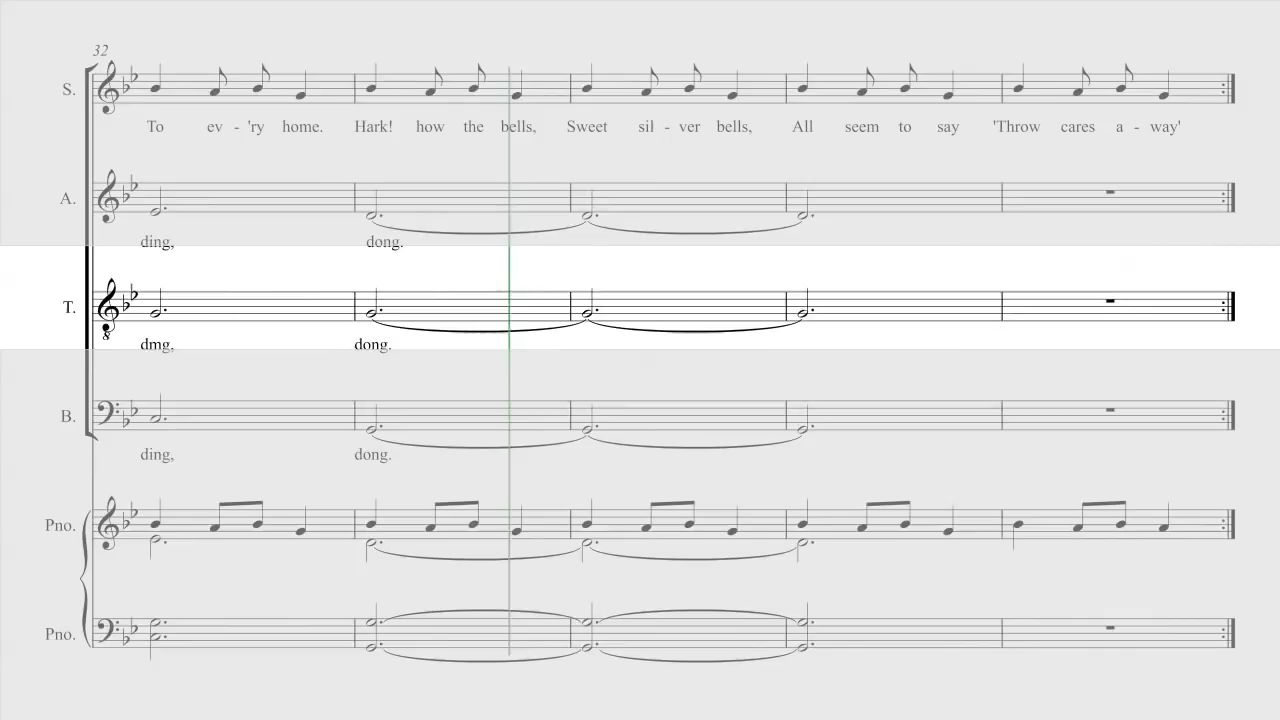 32
S.
To ev - 'ry home. Hark! how the bells, Sweet sil - ver bells, All seem to say 'Throw cares a - way'
A.
ding, dong.
T.
8
dmg, dong.
B.
ding, dong.
Pno.
Pno.